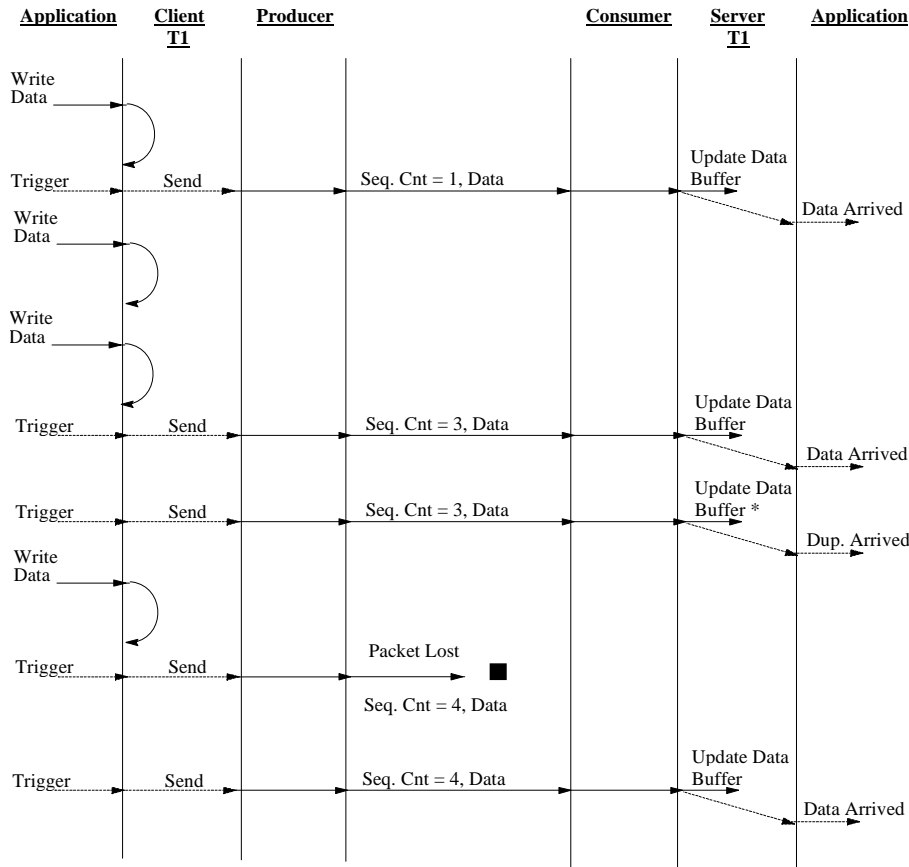 Application Client Producer Consumer Server Application
T1 T1
Write
Data
Update Data
Trigger Send Seq. Cnt = 1, Data Buffer
Data Arrived
Write
Data
Write
Data
Update Data
Trigger Send Seq. Cnt = 3, Data Buffer
Data Arrived
Update Data
Trigger Send Seq. Cnt = 3, Data Buffer *
Dup. Arrived
Write
Data
Packet Lost
Trigger Send
Seq. Cnt = 4, Data
Update Data
Trigger Send Seq. Cnt = 4, Data Buffer
Data Arrived